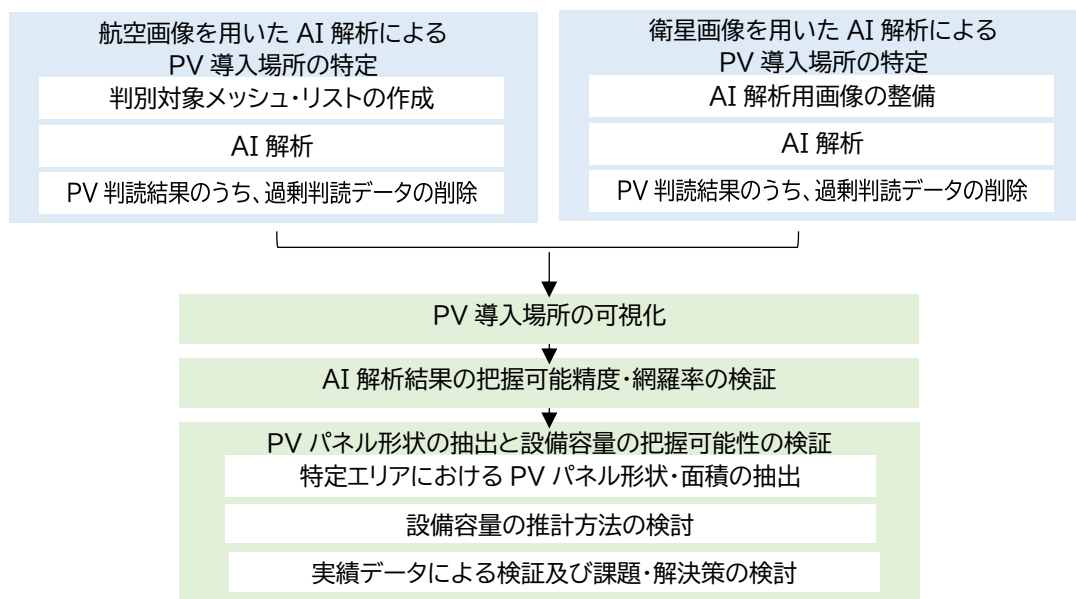 航空画像を用いた AI 解析による
PV 導入場所の特定
判別対象メッシュ・リストの作成
AI 解析
PV 判読結果のうち、過剰判読データの削除
衛星画像を用いた AI 解析による
PV 導入場所の特定
AI 解析用画像の整備
AI 解析
PV 判読結果のうち、過剰判読データの削除
PV 導入場所の可視化
AI 解析結果の把握可能精度・網羅率の検証
PV パネル形状の抽出と設備容量の把握可能性の検証
特定エリアにおける PV パネル形状・面積の抽出
設備容量の推計方法の検討
実績データによる検証及び課題・解決策の検討